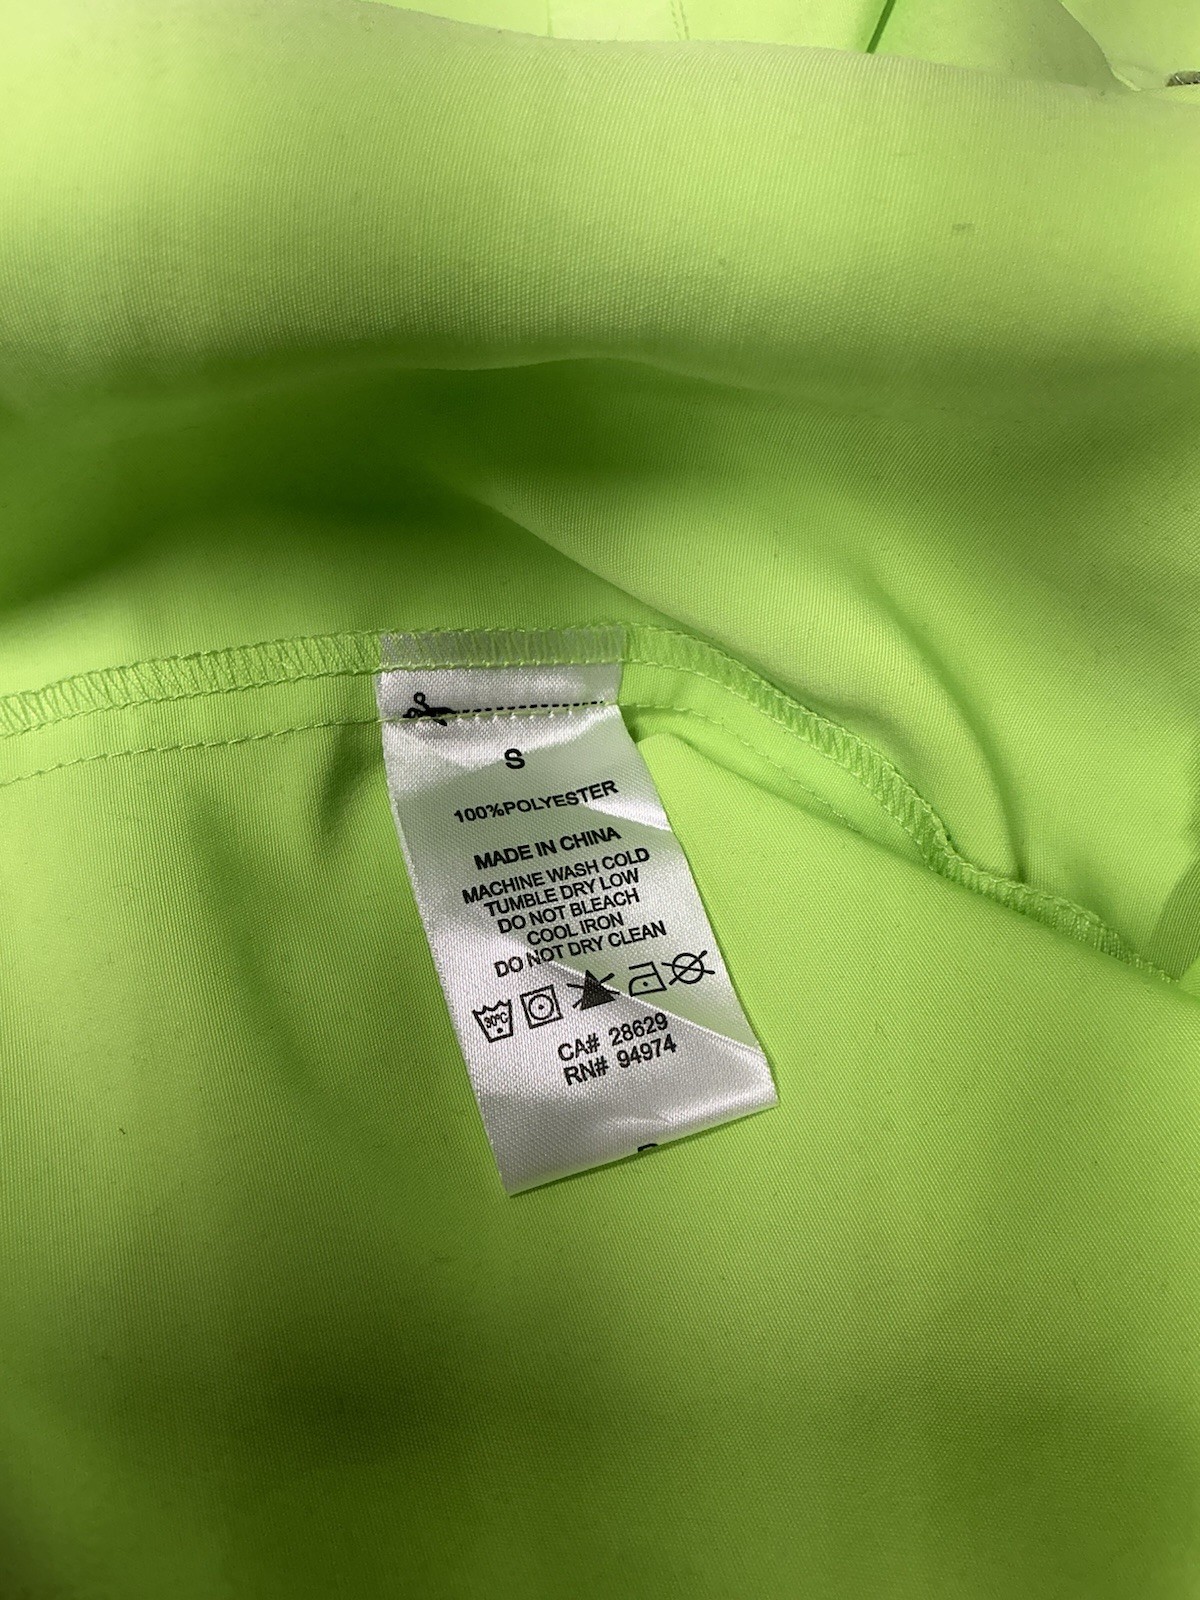 S
100%POLYESTER
MADE IN CHINA
MACHINE WASH COLD
TUMBLE DRY LOW
DO NOT BLEACH
COOL IRON
DO NOT DRY CLEAN
30°C
CA# 28629
RN# 94974